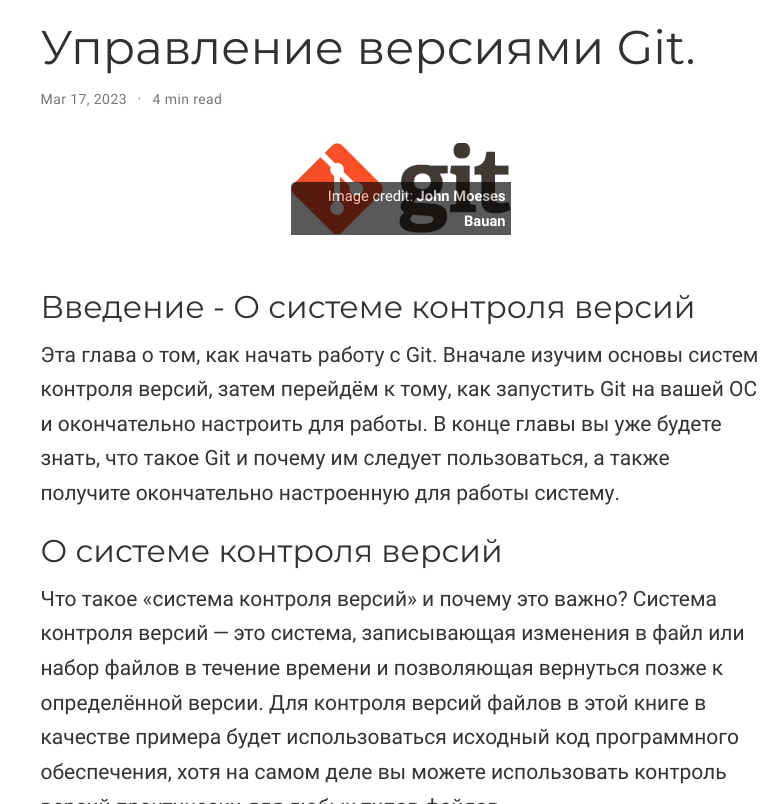 Управление версиями Git.
Mar 17, 2023 · 4 min read
git
Image credit: John Moeses
Bauan
Введение - О системе контроля версий
Эта глава о том, как начать работу с Git. Вначале изучим основы систем
контроля версий, затем перейдём к тому, как запустить Git на вашей ОС
и окончательно настроить для работы. В конце главы вы уже будете
знать, что такое Git и почему им следует пользоваться, а также
получите окончательно настроенную для работы систему.
О системе контроля версий
Что такое «система контроля версий» и почему это важно? Система
контроля версий — это система, записывающая изменения в файл или
набор файлов в течение времени и позволяющая вернуться позже к
определённой версии. Для контроля версий файлов в этой книге в
качестве примера будет использоваться исходный код программного
обеспечения, хотя на самом деле вы можете использовать контроль
версий практически для любых типов файлов.